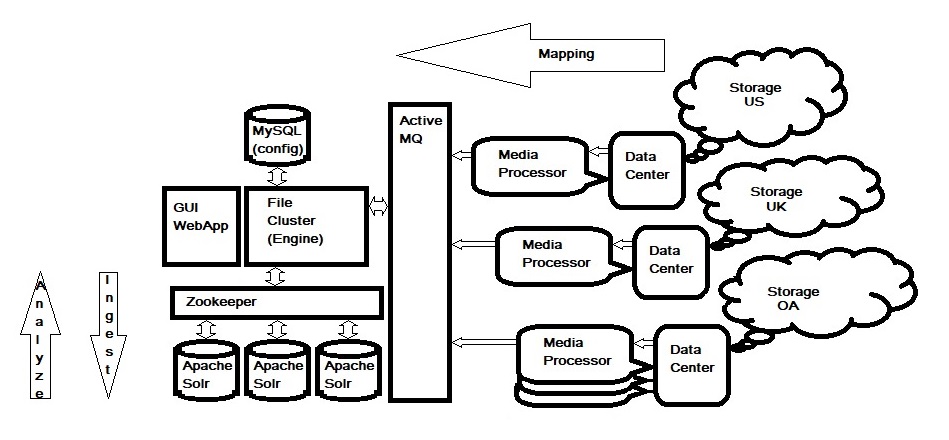 Mapping
Storage
US
MySQL
(config)
Active
MQ
Media
Processor
Data
Center
Storage
UK
GUI
WebApp
File
Cluster
(Engine)
Media
Processor
Data
Center
Storage
OA
Analyze
Ingest
Zookeeper
Media
Processor
Data
Center
Apache
Solr
Apache
Solr
Apache
Solr